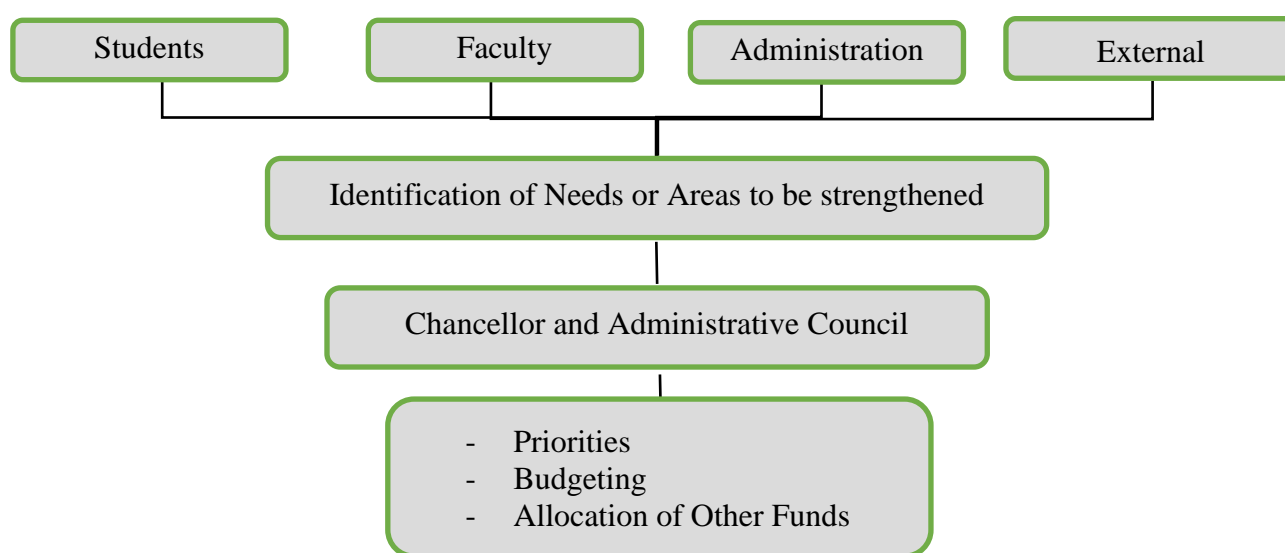 Students
Faculty
Administration
External
Identification of Needs or Areas to be strengthened
Chancellor and Administrative Council
- Priorities
- Budgeting
- Allocation of Other Funds